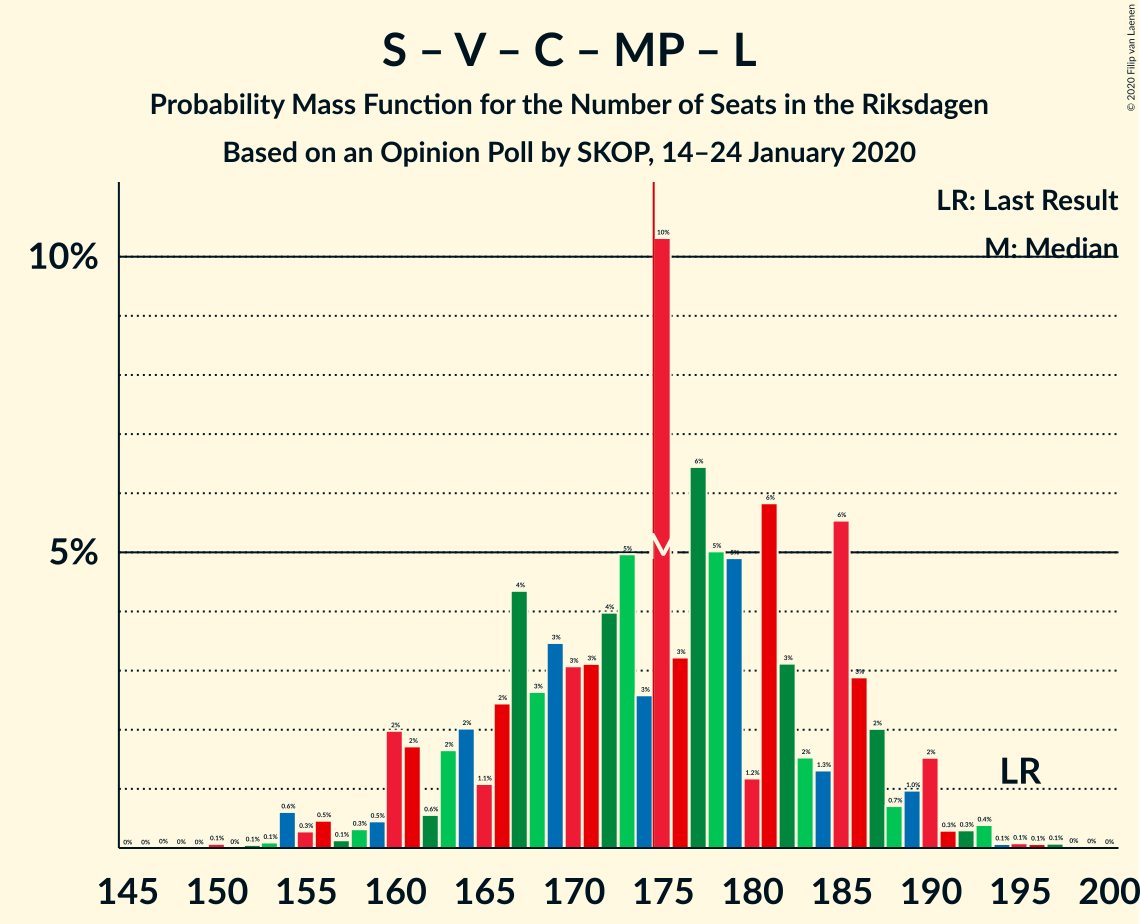 S – V – C – MP – L
Probability Mass Function for the Number of Seats in the Riksdagen
Based on an Opinion Poll by SKOP, 14–24 January 2020
© 2020 Filip van Laenen
LR: Last Result
M: Median
10%
5%
0% 0% 0% 0% 0% 0.1% 0% 0.1% 0.1% 0.6% 0.3% 0.5% 0.1% 0.3% 0.5% 2% 2% 0.6% 2% 2% 1.1% 2% 4% 3% 3% 3% 3% 4% 5% 3% 10% 3% 6% 5% 5% 1.2% 6% 3% 2% 1.3% 6% 3% 2% 0.7% 1.0% 2% 0.3% 0.3% 0.4% 0.1% 0.1% 0.1% 0.1% 0% 0% 0%
M
LR
145 150 155 160 165 170 175 180 185 190 195 200